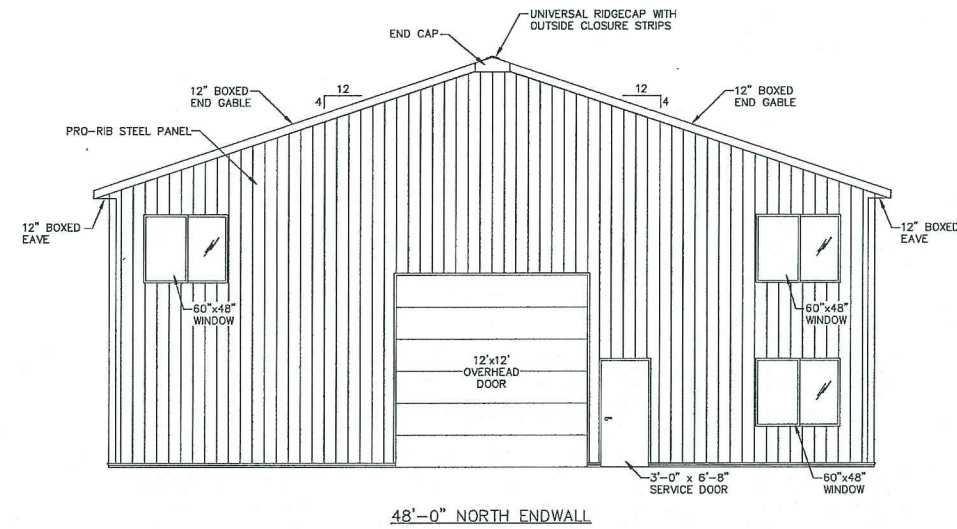 UNIVERSAL RIDGECAP WITH
OUTSIDE CLOSURE STRIPS
END CAP
12" BOXED
END GABLE
12
4
12
4
12" BOXED
END GABLE
PRO-RIB STEEL PANEL
12" BOXED
EAVE
12" BOXED
EAVE
60"x48"
WINDOW
60"x48"
WINDOW
12'x12'
OVERHEAD
DOOR
3'-0" x 6'-8"
SERVICE DOOR
60"x48"
WINDOW
48'-0" NORTH ENDWALL